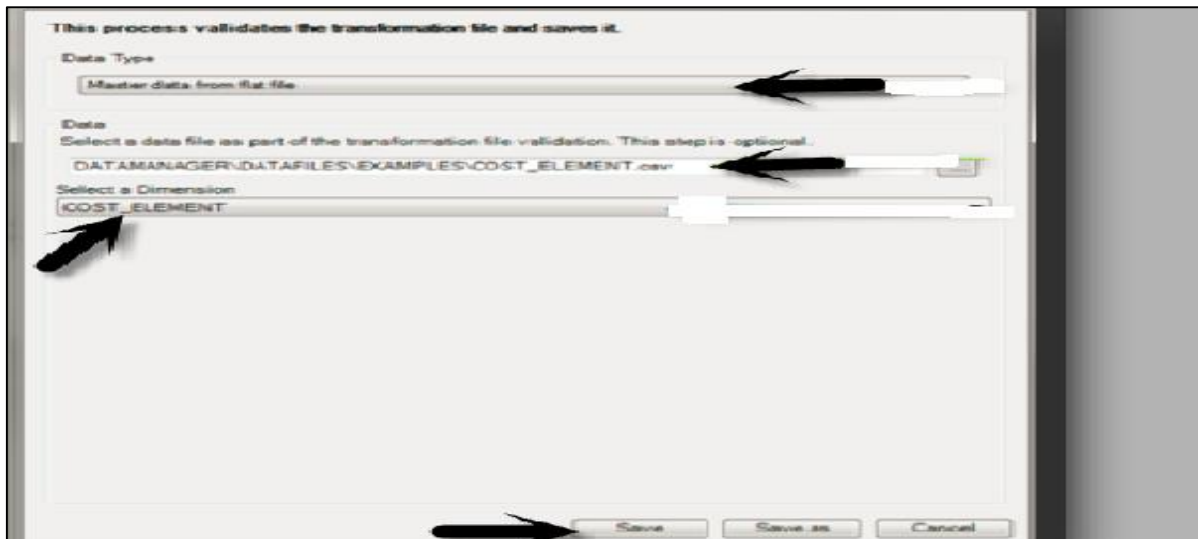 This process validates the transformation file and saves it.
Data Type
Master data from flat file
Data
Select a data file as part of the transformation file validation. This step is optional.
DATAMANAGER\DATAFILES\EXAMPLES\COST_ELEMENT.csv
Select a Dimension
COST_ELEMENT
Save
Save as
Cancel